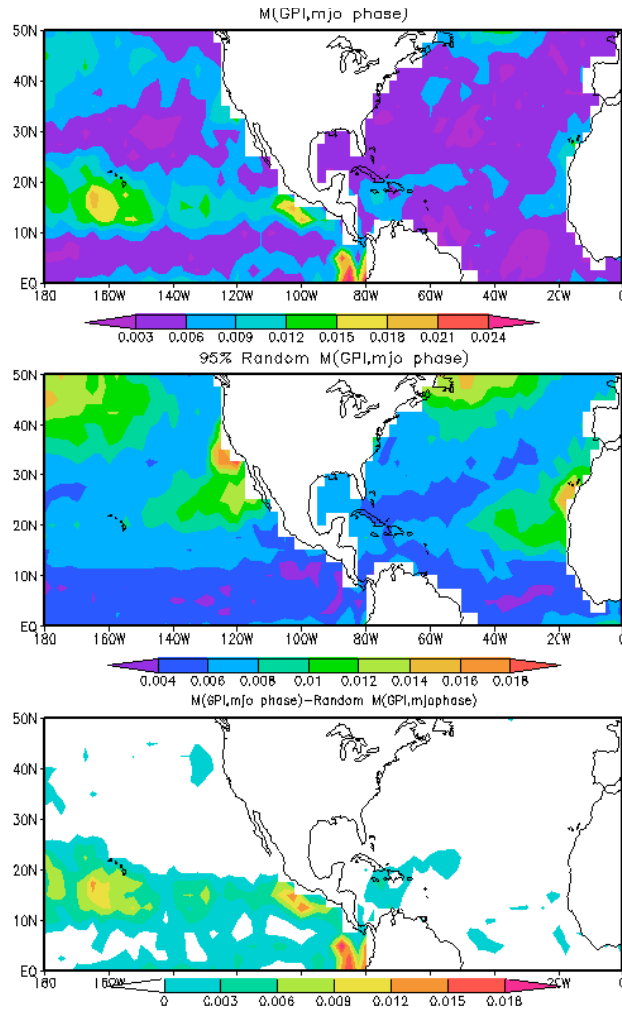 M(GPI,mjo phase)
50N
40N
30N
20N
10N
EQ
180 160W 140W 120W 100W 80W 60W 40W 20W 0
0.003 0.006 0.009 0.012 0.015 0.018 0.021 0.024
95% Random M(GPI,mjo phase)
50N
40N
30N
20N
10N
EQ
180 160W 140W 120W 100W 80W 60W 40W 20W 0
0.004 0.006 0.008 0.01 0.012 0.014 0.016 0.018
M(GPI,mjo phase)-Random M(GPI,mjophase)
50N
40N
30N
20N
10N
EQ
180 160W 20W 0
0 0.003 0.006 0.009 0.012 0.015 0.018